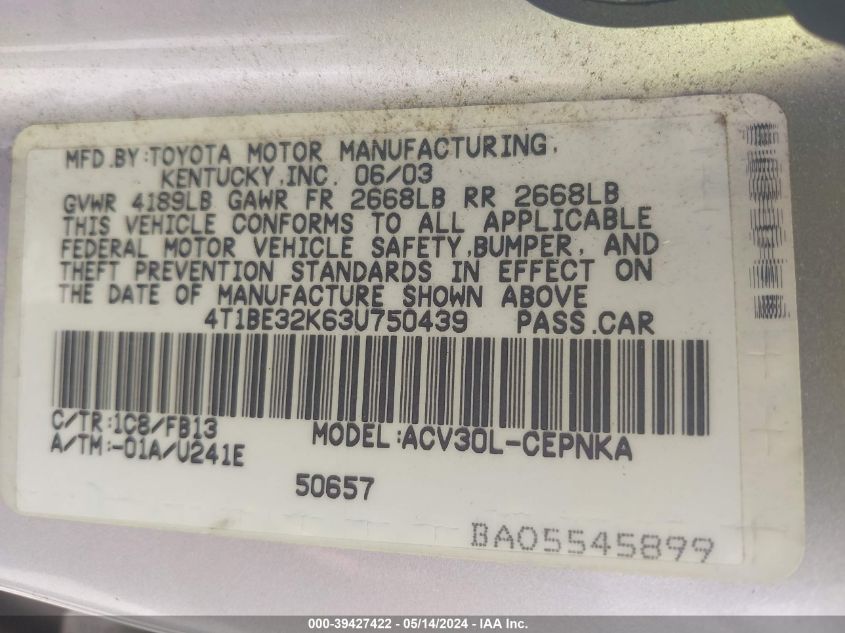 MFD.BY:TOYOTA MOTOR MANUFACTURING,
KENTUCKY,INC. 06/03
GVWR 4189LB GAWR FR 2668LB RR 2668LB
THIS VEHICLE CONFORMS TO ALL APPLICABLE
FEDERAL MOTOR VEHICLE SAFETY,BUMPER, AND
THEFT PREVENTION STANDARDS IN EFFECT ON
THE DATE OF MANUFACTURE SHOWN ABOVE
4T1BE32K63U750439 PASS.CAR
C/TR:1C8/FB13
A/TM:-01A/U241E
MODEL:ACV30L-CEPNKA
50657
BA05545899
000-39427422 - 05/14/2024 - IAA Inc.